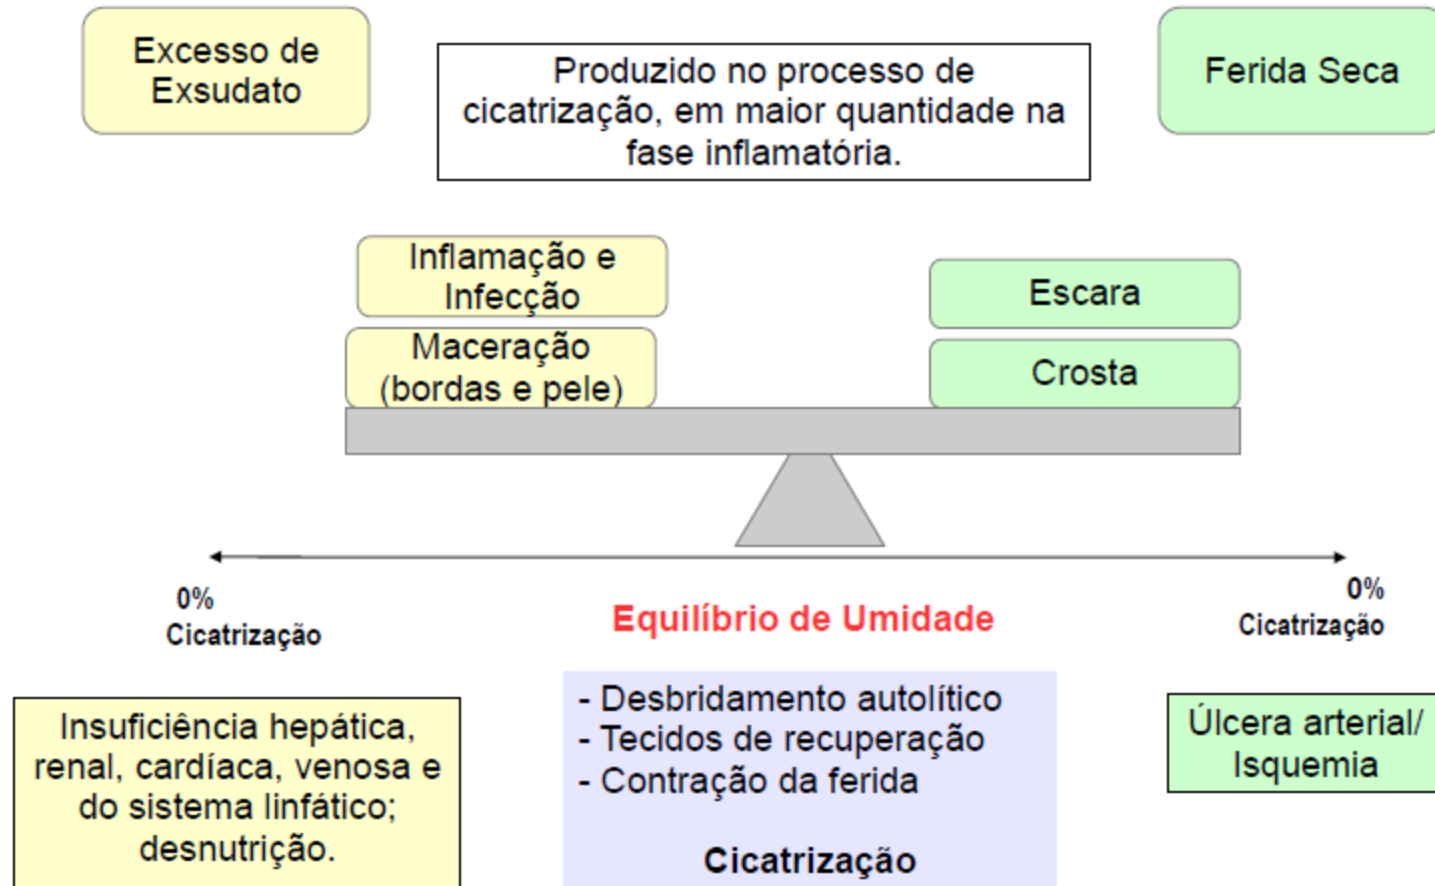 Excesso de
Exsudato
Produzido no processo de
cicatrização, em maior quantidade na
fase inflamatória.
Ferida Seca
Inflamação e
Infecção
Maceração
(bordas e pele)
Escara
Crosta
0%
Cicatrização
Equilíbrio de Umidade
0%
Cicatrização
Insuficiência hepática,
renal, cardíaca, venosa e
do sistema linfático;
desnutrição.
- Desbridamento autolítico
- Tecidos de recuperação
- Contração da ferida
Cicatrização
Úlcera arterial/
Isquemia